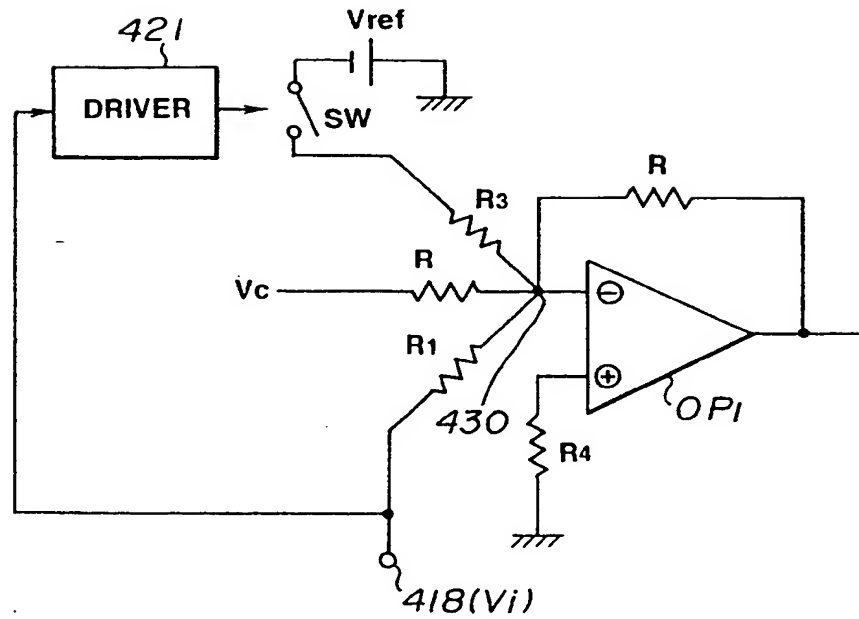 421
Vref
DRIVER
SW
R
R3
R
Vc
⊖
R1
⊕
430
OP1
R4
418(Vi)